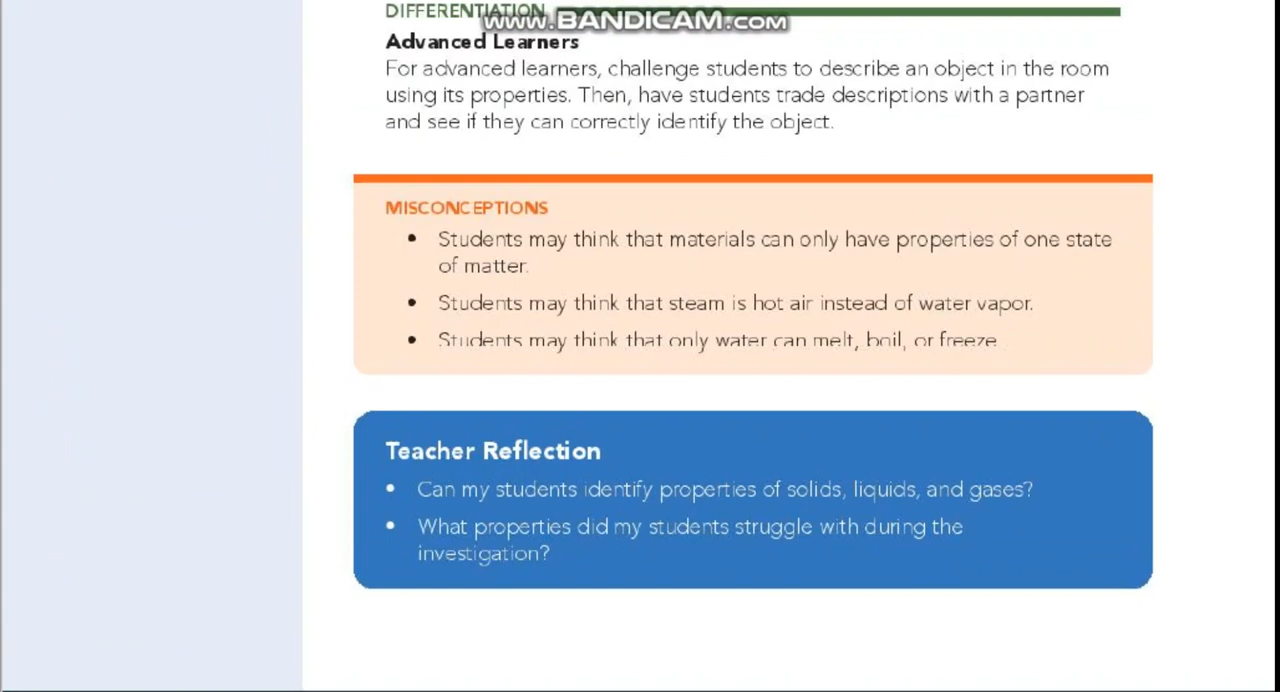 DIFFERENTIATION
www.BANDICAM.com
Advanced Learners
For advanced learners, challenge students to describe an object in the room
using its properties. Then, have students trade descriptions with a partner
and see if they can correctly identify the object.
MISCONCEPTIONS
• Students may think that materials can only have properties of one state
of matter.
• Students may think that steam is hot air instead of water vapor.
• Students may think that only water can melt, boil, or freeze.
Teacher Reflection
• Can my students identify properties of solids, liquids, and gases?
• What properties did my students struggle with during the
investigation?